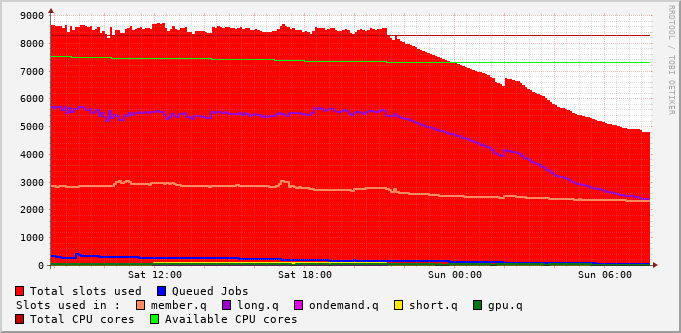 9000
8000
7000
6000
5000
4000
3000
2000
1000
0
Sat 12:00 Sat 18:00 Sun 00:00 Sun 06:00
RRDTOOL / TOBI OETIKER
Total slots used Queued Jobs
Slots used in : member.q long.q ondemand.q short.q gpu.q
Total CPU cores Available CPU cores